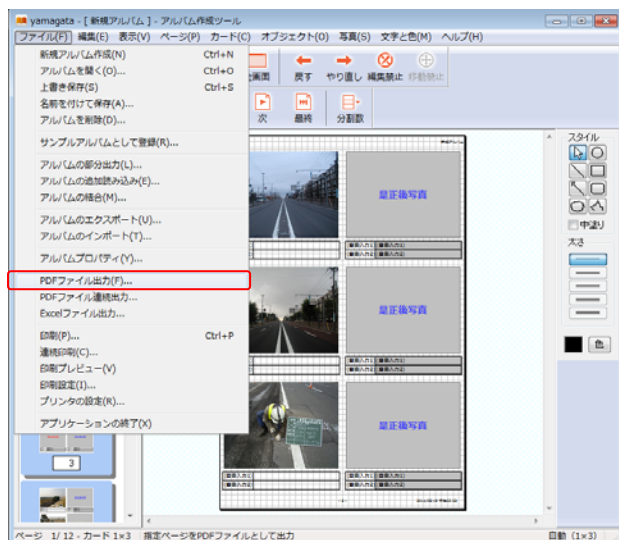 yamagata - [ 新規アルバム ] - アルバム作成ツール
ファイル(F) 編集(E) 表示(V) ページ(P) カード(C) オブジェクト(O) 写真(S) 文字と色(M) ヘルプ(H)
新規アルバム作成(N) Ctrl+N
アルバムを開く(O)... Ctrl+O
上書き保存(S) Ctrl+S
名前を付けて保存(A)...
アルバムを削除(D)...
サンプルアルバムとして登録(R)...
アルバムの部分出力(L)...
アルバムの追加読み込み(E)...
アルバムの結合(M)...
アルバムのエクスポート(U)...
アルバムのインポート(T)...
アルバムプロパティ(Y)...
PDFファイル出力(F)...
PDFファイル連続出力...
Excelファイル出力...
印刷(P)... Ctrl+P
連続印刷(C)...
印刷プレビュー(V)
印刷設定(I)...
プリンタの設定(R)...
アプリケーションの終了(X)
画面 戻す やり直し 編集禁止 移動禁止
次 最終 分割数
是正後写真
是正後写真
是正後写真
スタイル
中塗り
太さ
色
3
ページ 1/12 - カード 1×3 指定ページをPDFファイルとして出力 自動 (1×3)